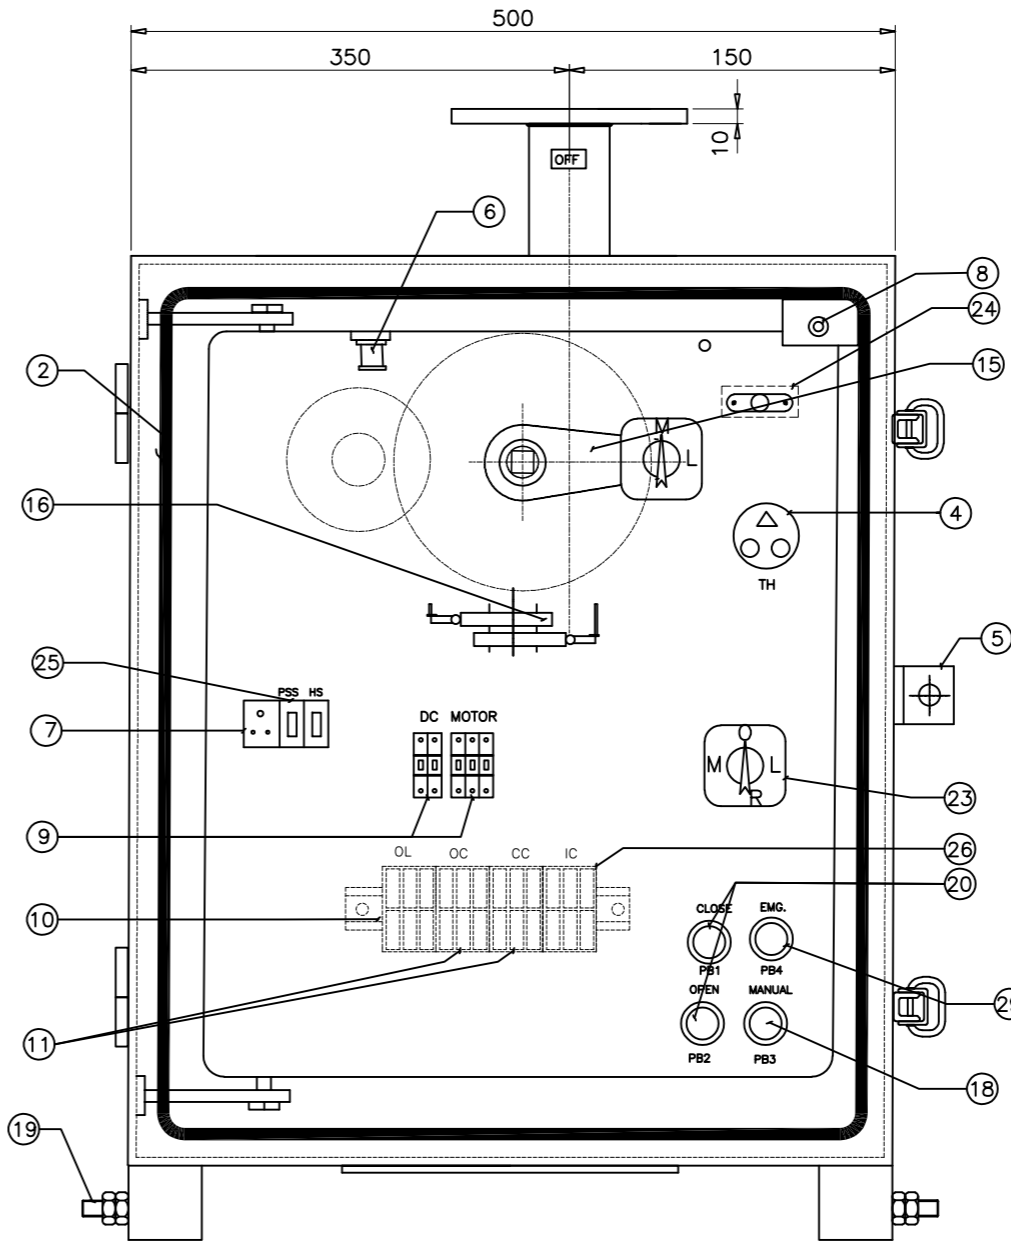 500
350 150
10
OFF
6
8
24
2
15
M
L
16
4
TH
5
25
PSS HS
7
DC MOTOR
O
M L
R
23
9
OL OC CC IC
26
20
10
CLOSE EMG.
PB1 PB4
OPEN MANUAL
29
11
PB2 PB3
18
19